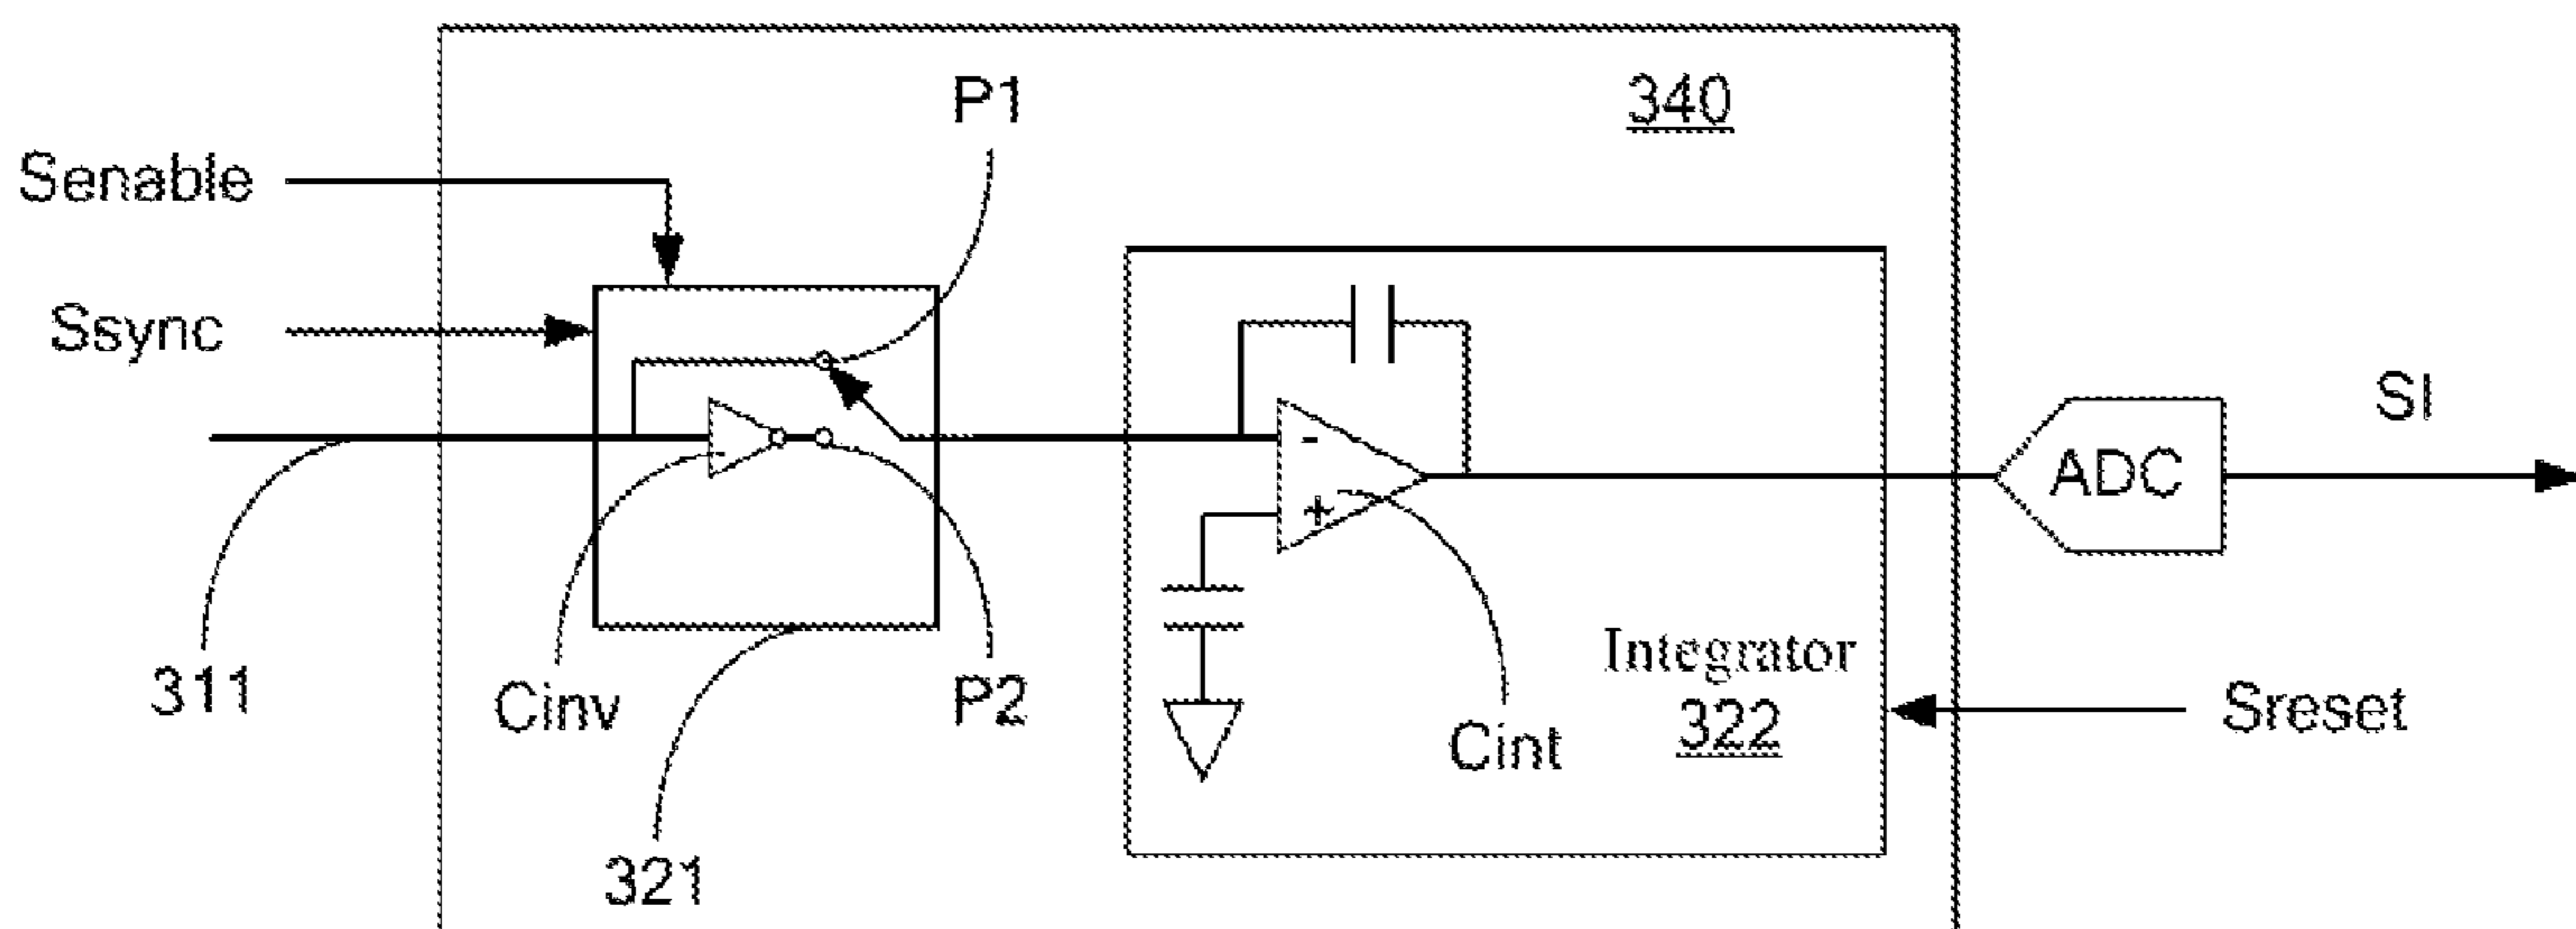 340
P1
Senable
Ssync
SI
ADC
-
+
311
Cinv
P2
Integrator
322
Cint
Sreset
321